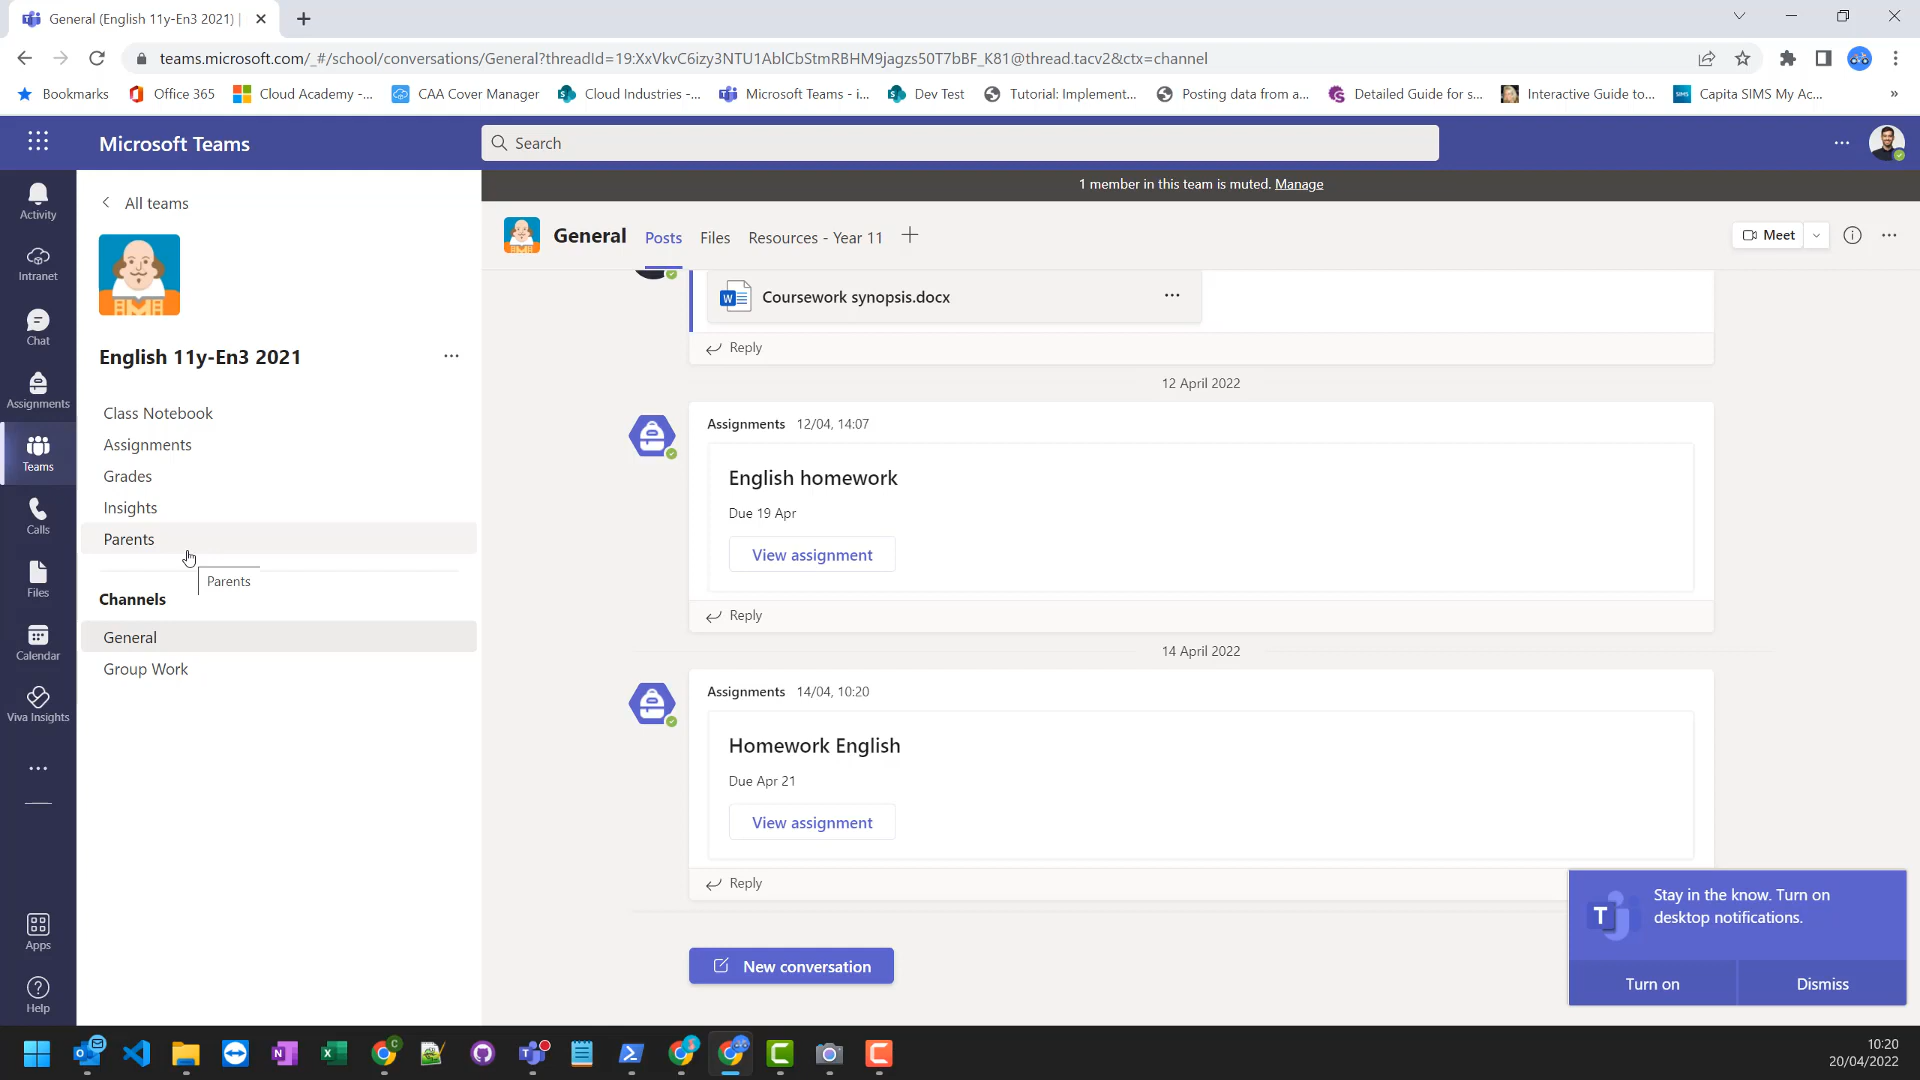 General (English 11y-En3 2021) |
teams.microsoft.com/_#/school/conversations/General?threadId=19:XxVkvC6izy3NTU1AblCbStmRBHM9jagzs50T7bBF_K81@thread.tacv2&ctx=channel
Bookmarks
Office 365
Cloud Academy -...
CAA Cover Manager
Cloud Industries -...
Microsoft Teams - i...
Dev Test
Tutorial: Implement...
Posting data from a...
Detailed Guide for s...
Interactive Guide to...
SIMS
Capita SIMS My Ac...
»
Microsoft Teams
Search
Activity
Intranet
Chat
Assignments
Teams
Calls
Files
Calendar
Viva Insights
Apps
Help
All teams
English 11y-En3 2021
Class Notebook
Assignments
Grades
Insights
Parents
Parents
Channels
General
Group Work
1 member in this team is muted. Manage
General
Posts
Files
Resources - Year 11
Meet
Coursework synopsis.docx
Reply
12 April 2022
Assignments 12/04, 14:07
English homework
Due 19 Apr
View assignment
Reply
14 April 2022
Assignments 14/04, 10:20
Homework English
Due Apr 21
View assignment
Reply
New conversation
Stay in the know. Turn on
desktop notifications.
Turn on
Dismiss
10:20
20/04/2022